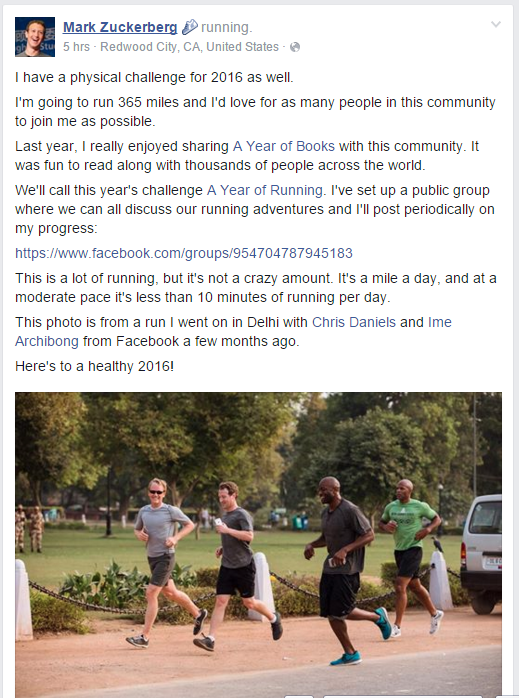 Mark Zuckerberg running.
5 hrs · Redwood City, CA, United States ·
I have a physical challenge for 2016 as well.
I'm going to run 365 miles and I'd love for as many people in this community
to join me as possible.
Last year, I really enjoyed sharing A Year of Books with this community. It
was fun to read along with thousands of people across the world.
We'll call this year's challenge A Year of Running. I've set up a public group
where we can all discuss our running adventures and I'll post periodically on
my progress:
https://www.facebook.com/groups/954704787945183
This is a lot of running, but it's not a crazy amount. It's a mile a day, and at a
moderate pace it's less than 10 minutes of running per day.
This photo is from a run I went on in Delhi with Chris Daniels and Ime
Archibong from Facebook a few months ago.
Here's to a healthy 2016!